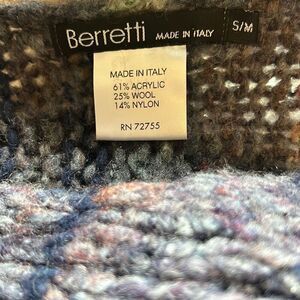 Berretti MADE IN ITALY S/M
MADE IN ITALY
61% ACRYLIC
25% WOOL
14% NYLON
RN 72755